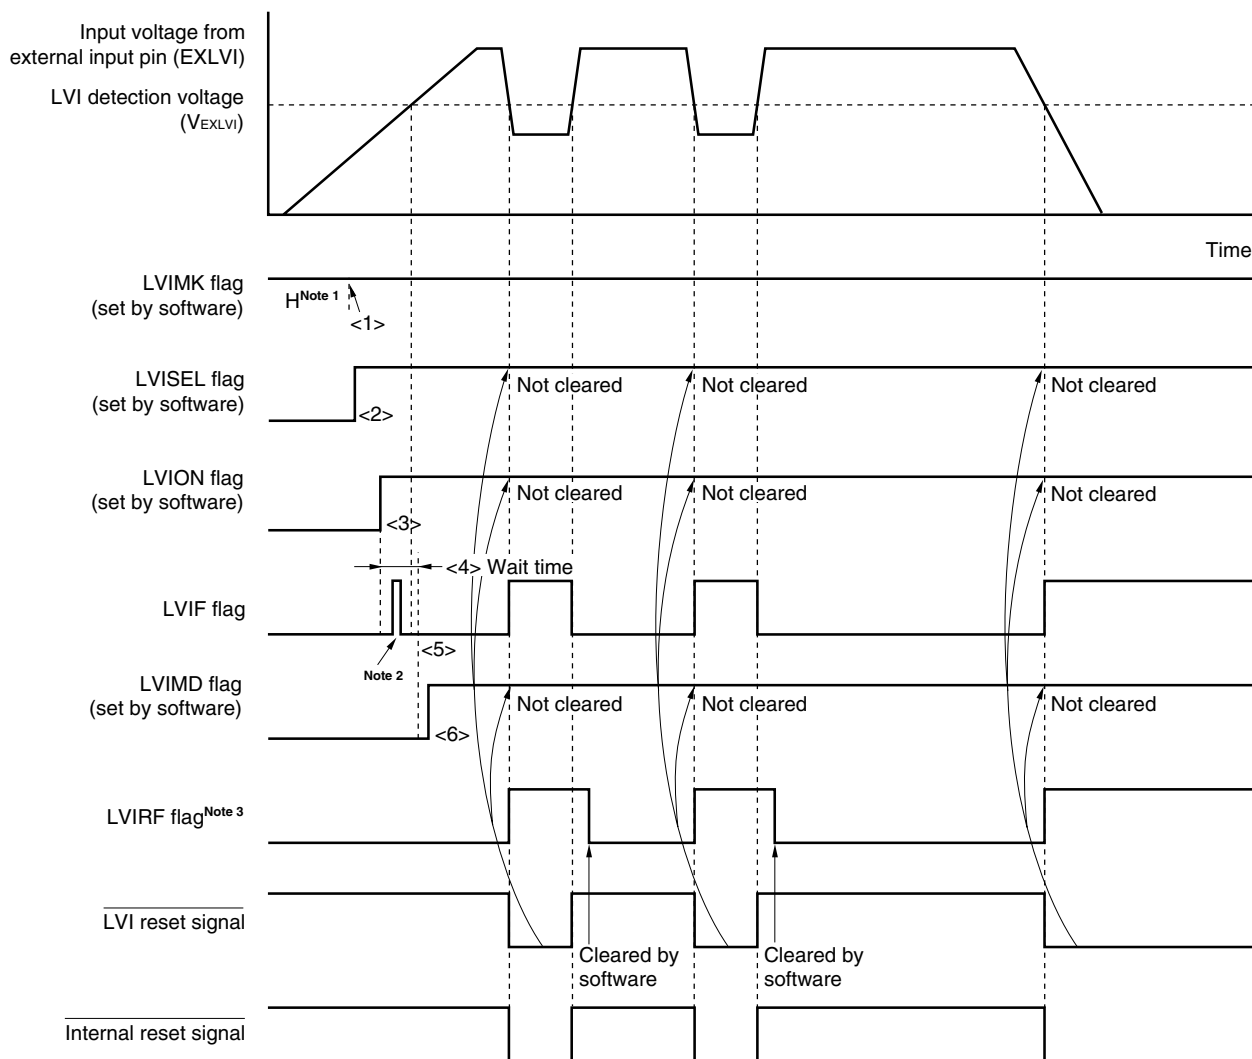 Input voltage from
external input pin (EXLVI)
LVI detection voltage
(VEXLVI)
Time
LVIMK flag
(set by software)
H Note 1
<1>
LVISEL flag
(set by software)
<2>
Not cleared
Not cleared
Not cleared
LVION flag
(set by software)
<3>
Not cleared
Not cleared
Not cleared
<4> Wait time
LVIF flag
Note 2
<5>
LVIMD flag
(set by software)
<6>
Not cleared
Not cleared
Not cleared
LVIRF flag Note 3
LVI reset signal
Cleared by
software
Cleared by
software
Internal reset signal